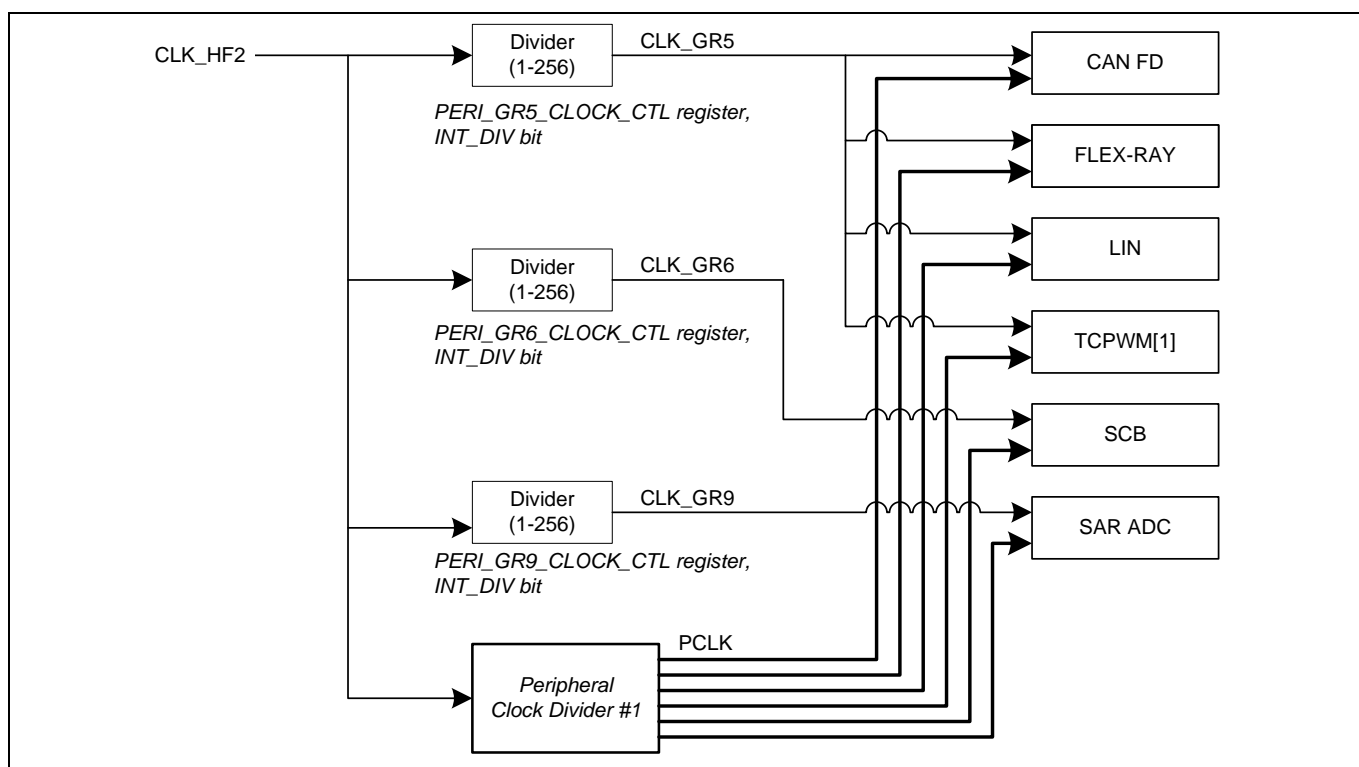 CLK_HF2
Divider
(1-256)
CLK_GR5
PERI_GR5_CLOCK_CTL register,
INT_DIV bit
CAN FD
FLEX-RAY
LIN
Divider
(1-256)
CLK_GR6
PERI_GR6_CLOCK_CTL register,
INT_DIV bit
TCPWM[1]
SCB
Divider
(1-256)
CLK_GR9
PERI_GR9_CLOCK_CTL register,
INT_DIV bit
SAR ADC
Peripheral
Clock Divider #1
PCLK